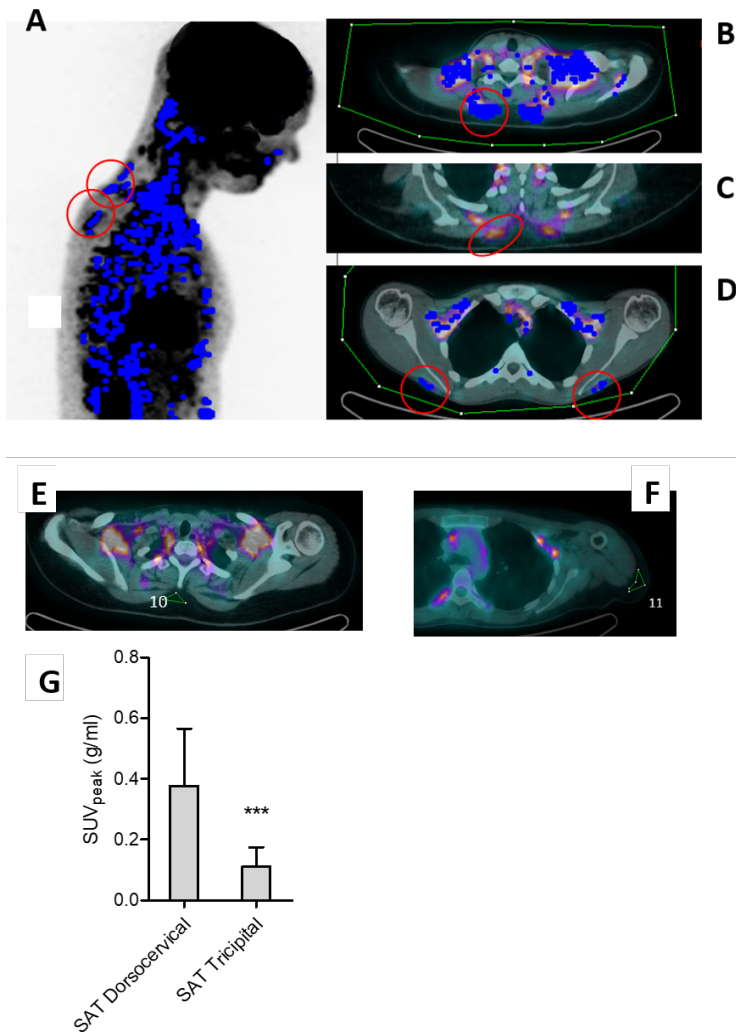 A
B
C
D
E
10
F
11
G
0.8
0.6
0.4
0.2
0.0
SUVpeak (g/ml)
***
SAT Dorsocervical
SAT Tricipital